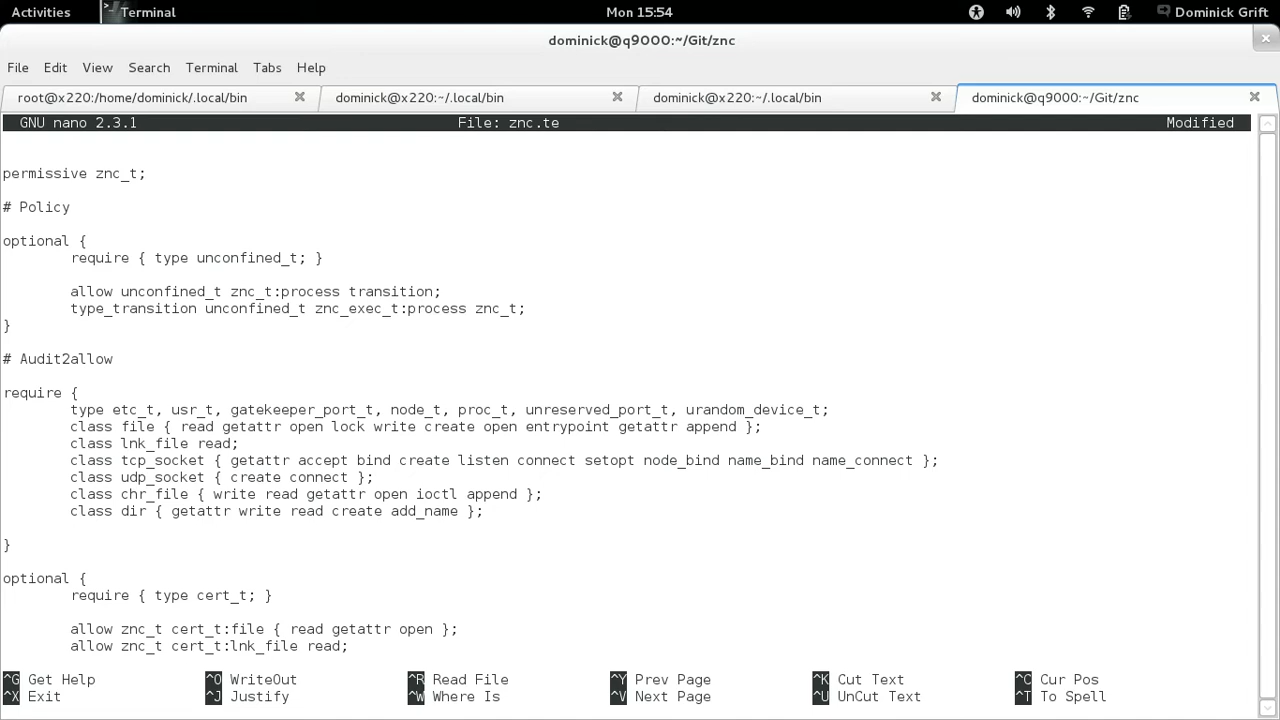 Activities Terminal Mon 15:54 Dominick Grift
dominick@q9000:~/Git/znc
File Edit View Search Terminal Tabs Help
root@x220:/home/dominick/.local/bin dominick@x220:~/.local/bin dominick@x220:~/.local/bin dominick@q9000:~/Git/znc
GNU nano 2.3.1 File: znc.te Modified
permissive znc_t;
# Policy
optional {
require { type unconfined_t; }
allow unconfined_t znc_t:process transition;
type_transition unconfined_t znc_exec_t:process znc_t;
}
# Audit2allow
require {
type etc_t, usr_t, gatekeeper_port_t, node_t, proc_t, unreserved_port_t, urandom_device_t;
class file { read getattr open lock write create open entrypoint getattr append };
class lnk_file read;
class tcp_socket { getattr accept bind create listen connect setopt node_bind name_bind name_connect };
class udp_socket { create connect };
class chr_file { write read getattr open ioctl append };
class dir { getattr write read create add_name };
}
optional {
require { type cert_t; }
allow znc_t cert_t:file { read getattr open };
allow znc_t cert_t:lnk_file read;
^G Get Help ^O WriteOut ^R Read File ^Y Prev Page ^K Cut Text ^C Cur Pos
^X Exit ^J Justify ^W Where Is ^V Next Page ^U UnCut Text ^T To Spell